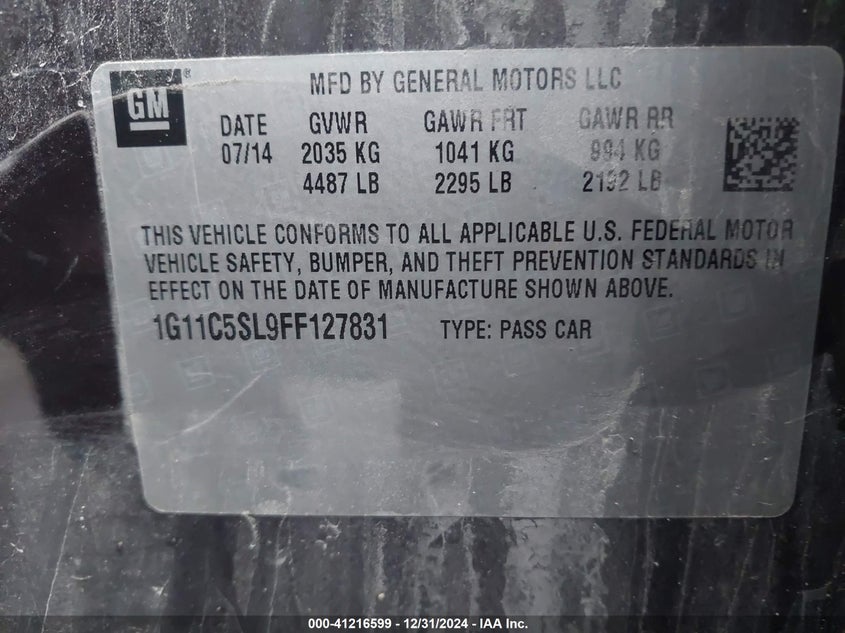 GM ®
MFD BY GENERAL MOTORS LLC
DATE GVWR GAWR FRT GAWR RR
07/14 2035 KG 1041 KG 994 KG
4487 LB 2295 LB 2192 LB
THIS VEHICLE CONFORMS TO ALL APPLICABLE U.S. FEDERAL MOTOR
VEHICLE SAFETY, BUMPER, AND THEFT PREVENTION STANDARDS IN
EFFECT ON THE DATE OF MANUFACTURE SHOWN ABOVE.
1G11C5SL9FF127831 TYPE: PASS CAR
000-41216599 - 12/31/2024 - IAA Inc.